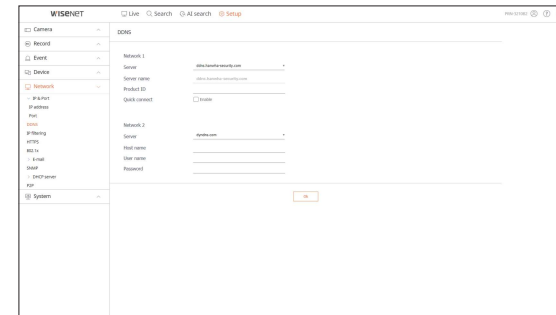 WISENET
Live Search AI search Setup
Camera
Record
Event
Device
Network
IP & Port
IP address
Port
DDNS
IP filtering
HTTPS
802.1x
E-mail
SNMP
DHCP server
P2P
System
DDNS
Network 1
Server ddns.hanwha-security.com
Server name
Product ID
Quick connect Enable
Network 2
Server dyndns.com
Host name
User name
Password